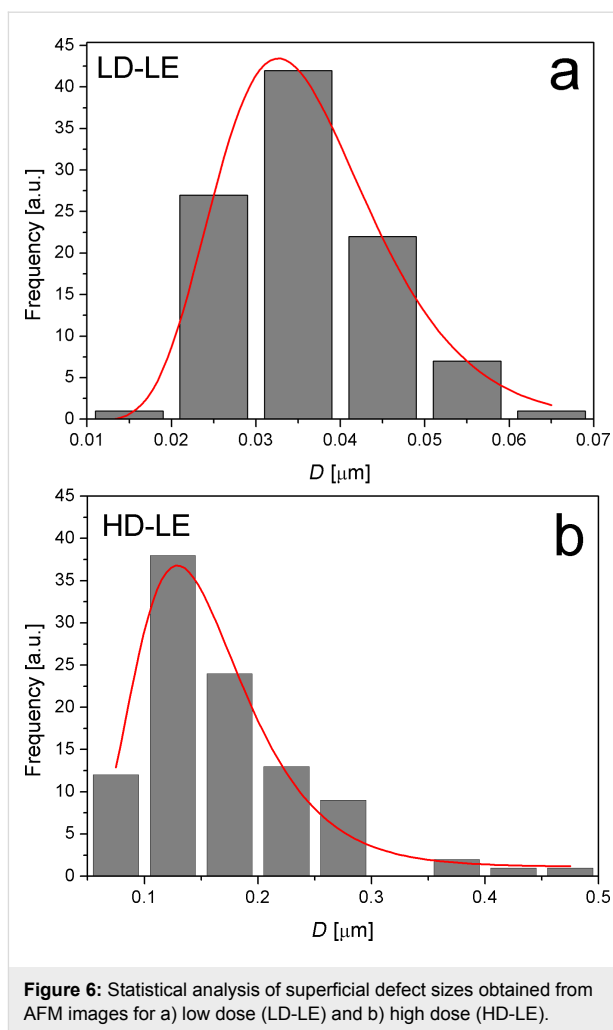 45
LD-LE
a
40
35
30
25
20
15
10
5
0
Frequency [a.u.]
0.01 0.02 0.03 0.04 0.05 0.06 0.07
D [μm]
45
HD-LE
b
40
35
30
25
20
15
10
5
0
Frequency [a.u.]
0.1 0.2 0.3 0.4 0.5
D [μm]
Figure 6: Statistical analysis of superficial defect sizes obtained from
AFM images for a) low dose (LD-LE) and b) high dose (HD-LE).